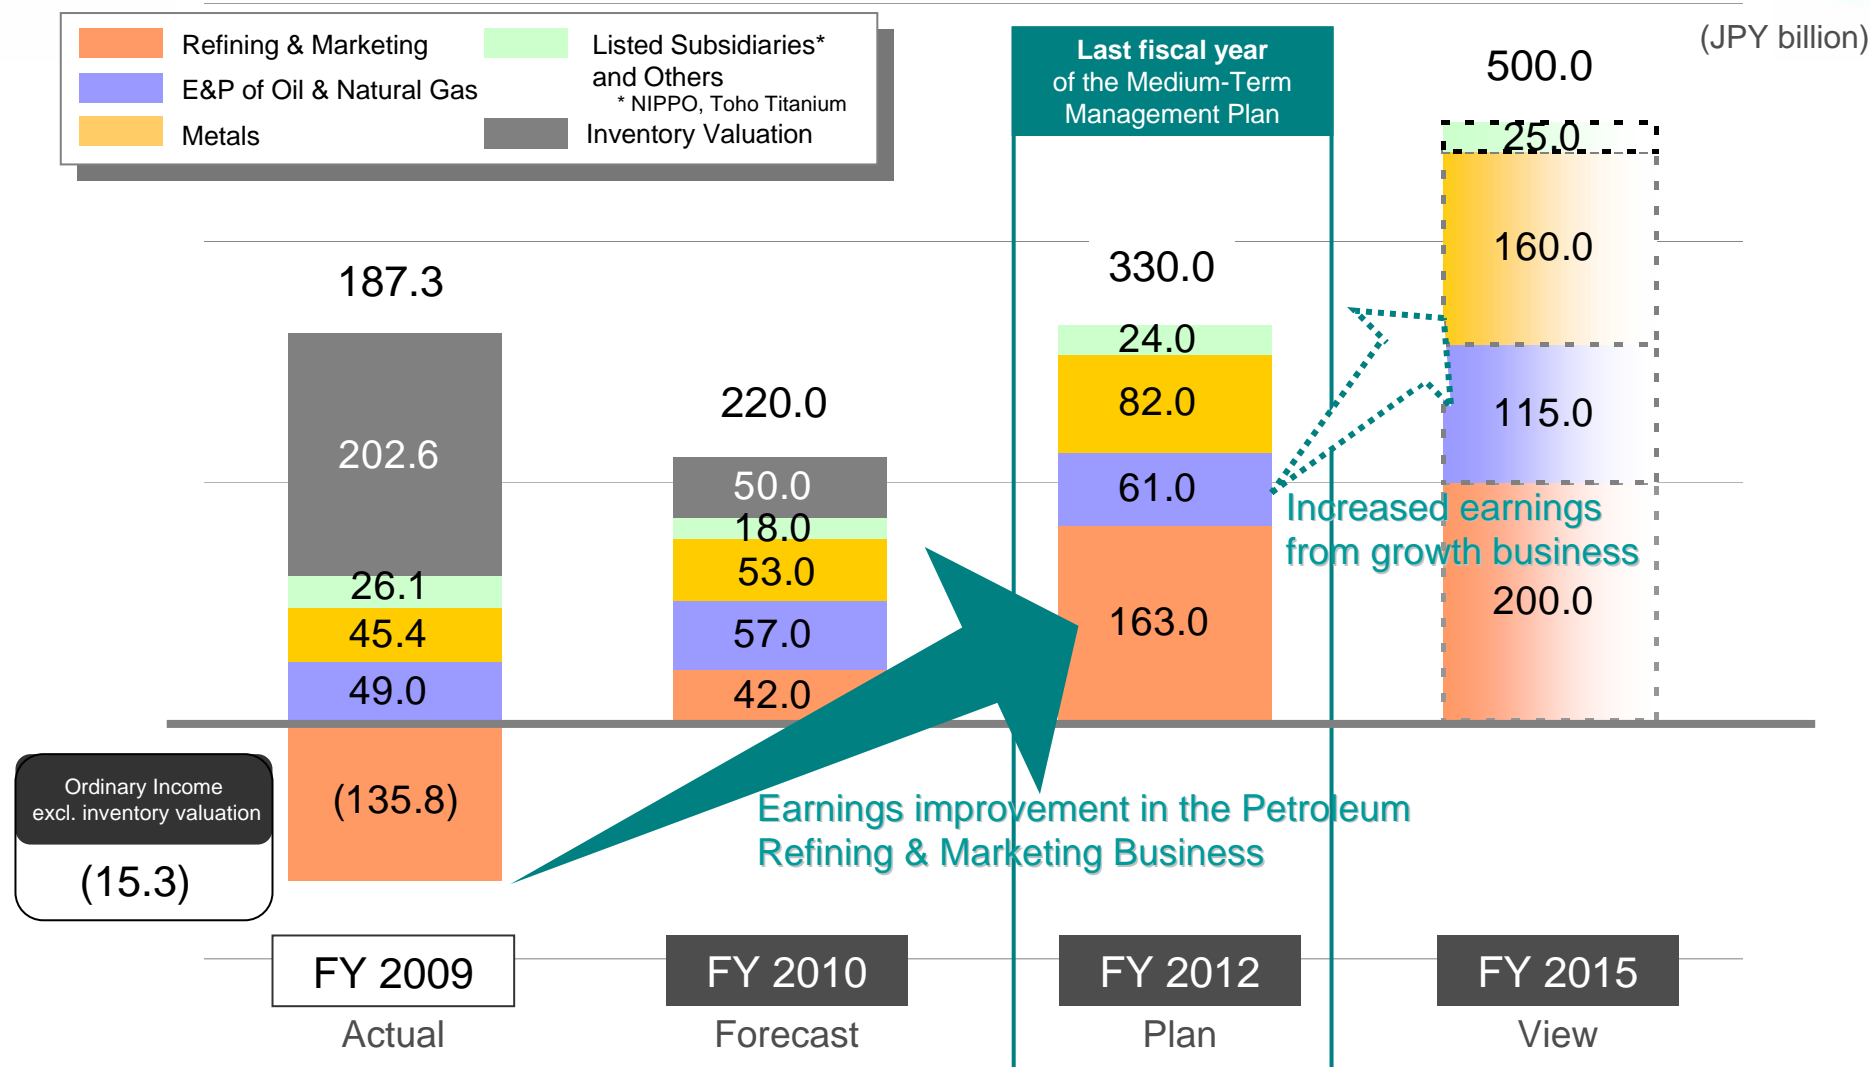 Refining & Marketing
E&P of Oil & Natural Gas
Metals
Listed Subsidiaries*
and Others
* NIPPO, Toho Titanium
Inventory Valuation
Last fiscal year
of the Medium-Term
Management Plan
(JPY billion)
187.3
202.6
26.1
45.4
49.0
(135.8)
220.0
50.0
18.0
53.0
57.0
42.0
330.0
24.0
82.0
61.0
163.0
500.0
25.0
160.0
115.0
200.0
Increased earnings
from growth business
Earnings improvement in the Petroleum
Refining & Marketing Business
Ordinary Income
excl. inventory valuation
(15.3)
FY 2009
Actual
FY 2010
Forecast
FY 2012
Plan
FY 2015
View